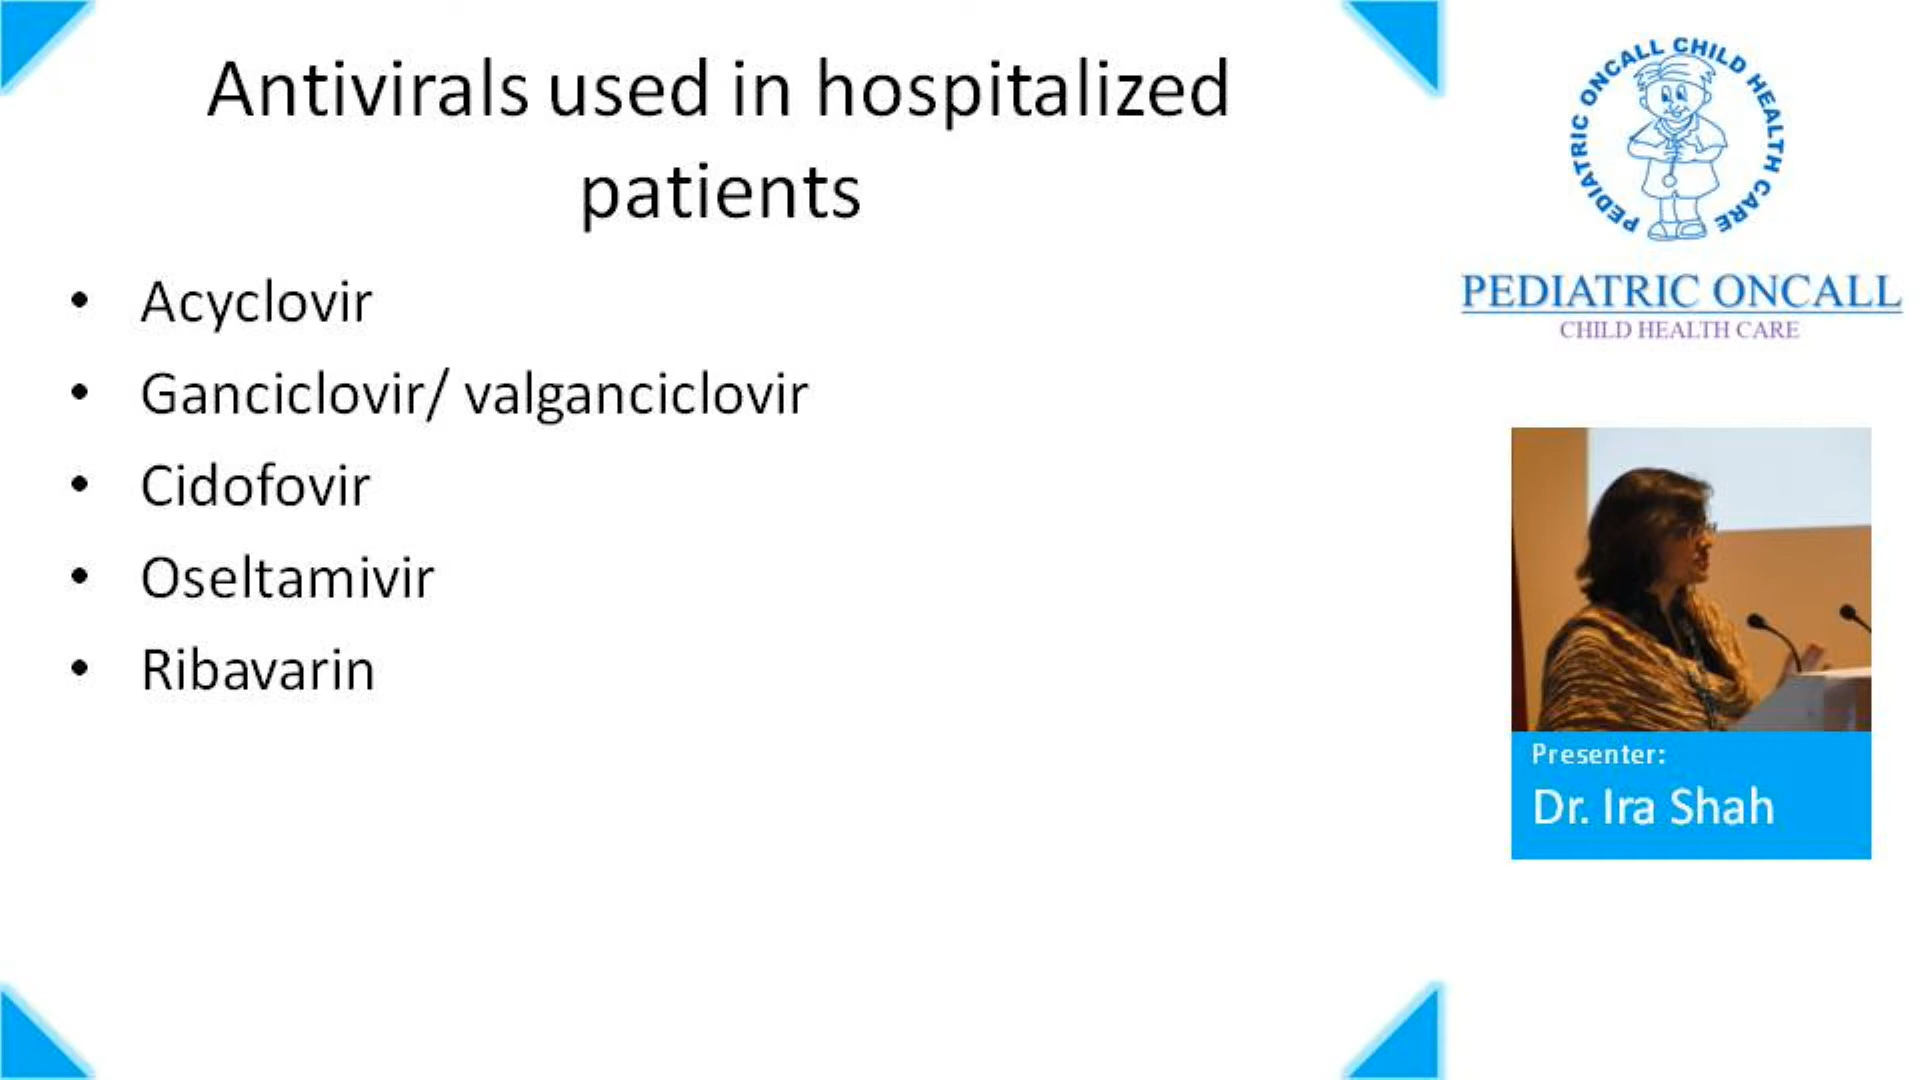 Antivirals used in hospitalized
patients
• Acyclovir
• Ganciclovir/ valganciclovir
• Cidofovir
• Oseltamivir
• Ribavarin
PEDIATRIC ONCALL CHILD HEALTH CARE
PEDIATRIC ONCALL
CHILD HEALTH CARE
Presenter:
Dr. Ira Shah